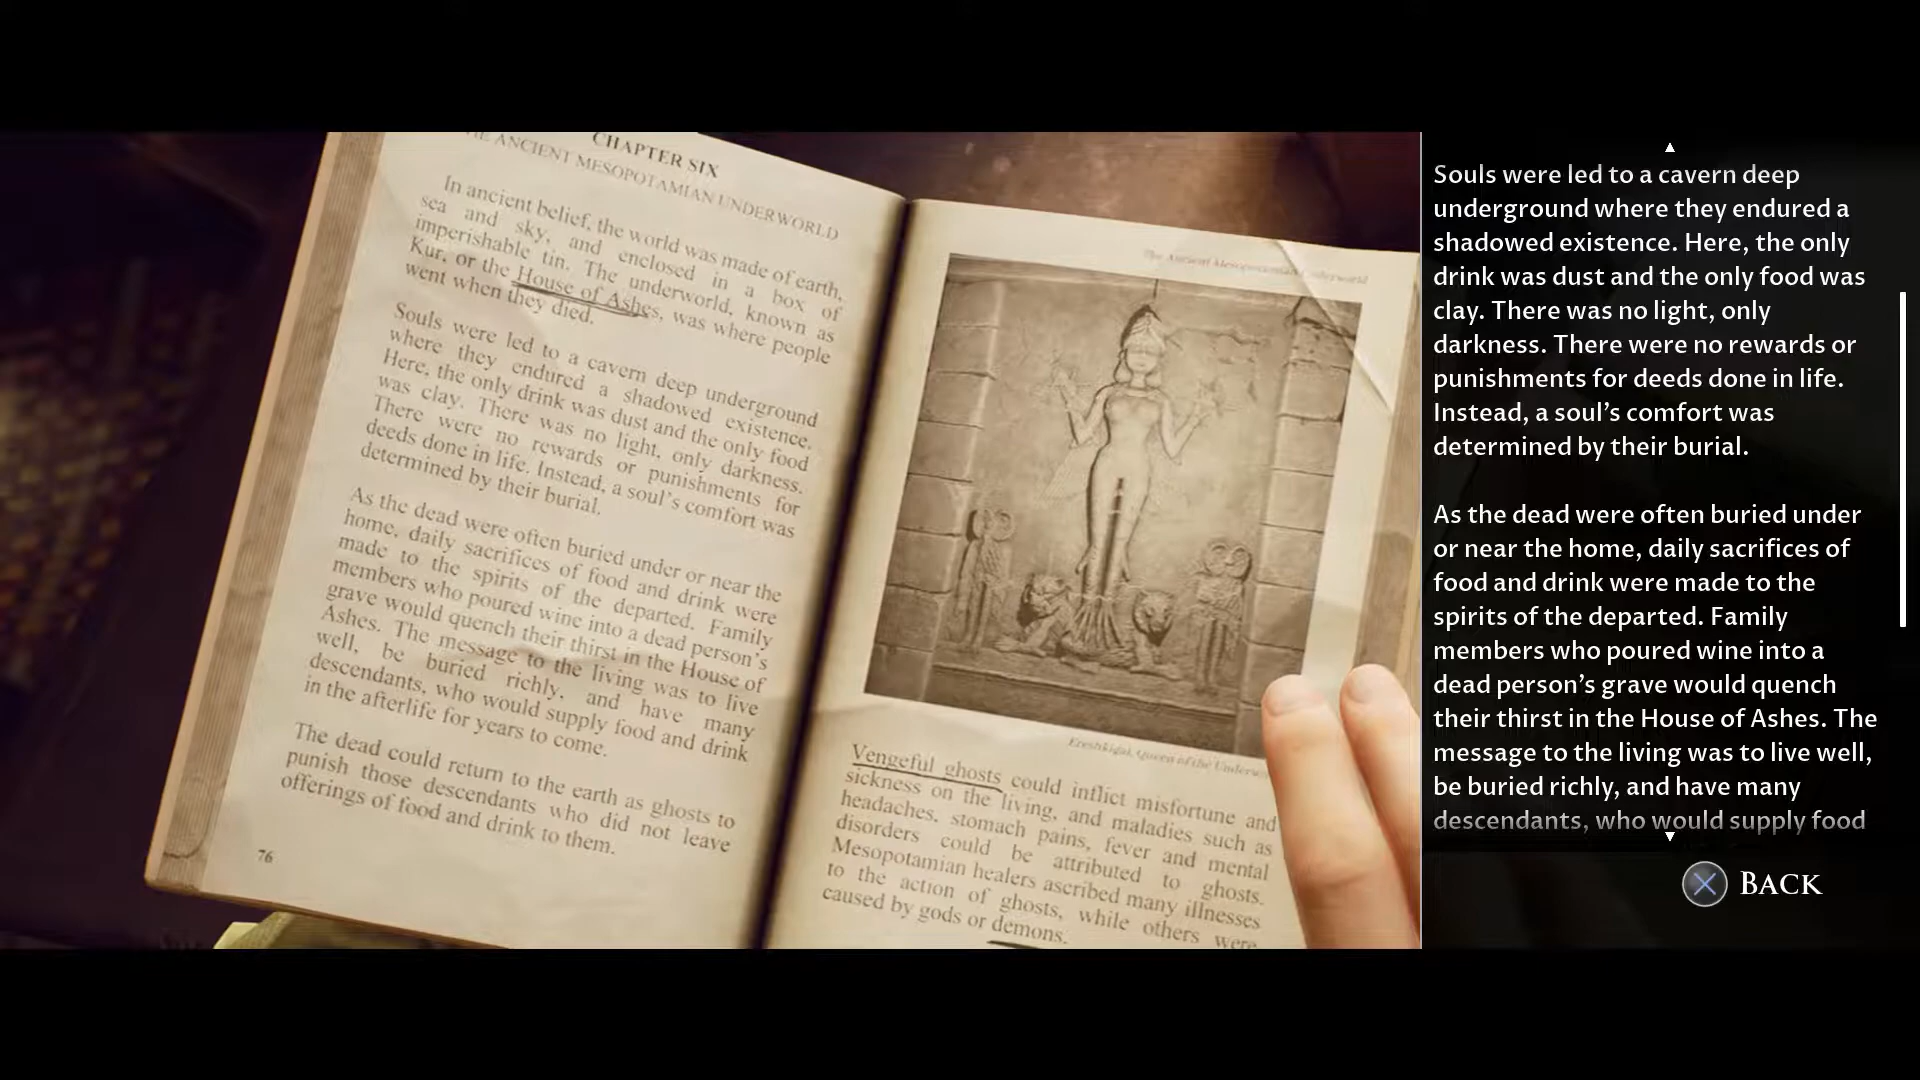 CHAPTER SIX
THE ANCIENT MESOPOTAMIAN UNDERWORLD
In ancient belief, the world was made of earth,
sea and sky, and enclosed in a box of
imperishable tin. The underworld, known as
Kur, or the House of Ashes, was where people
went when they died.
Souls were led to a cavern deep underground
where they endured a shadowed existence.
Here, the only drink was dust and the only food
was clay. There was no light, only darkness.
There were no rewards or punishments for
deeds done in life. Instead, a soul's comfort was
determined by their burial.
As the dead were often buried under or near the
home, daily sacrifices of food and drink were
made to the spirits of the departed. Family
members who poured wine into a dead person's
grave would quench their thirst in the House of
Ashes. The message to the living was to live
well, be buried richly, and have many
descendants, who would supply food and drink
in the afterlife for years to come.
The dead could return to the earth as ghosts to
punish those descendants who did not leave
offerings of food and drink to them.
76
The Ancient Mesopotamian Underworld
Ereshkigal, Queen of the Underwo
Vengeful ghosts could inflict misfortune and
sickness on the living, and maladies such as
headaches, stomach pains, fever and mental
disorders could be attributed to ghosts.
Mesopotamian healers ascribed many illnesses
to the action of ghosts, while others were
caused by gods or demons.
Souls were led to a cavern deep
underground where they endured a
shadowed existence. Here, the only
drink was dust and the only food was
clay. There was no light, only
darkness. There were no rewards or
punishments for deeds done in life.
Instead, a soul's comfort was
determined by their burial.
As the dead were often buried under
or near the home, daily sacrifices of
food and drink were made to the
spirits of the departed. Family
members who poured wine into a
dead person's grave would quench
their thirst in the House of Ashes. The
message to the living was to live well,
be buried richly, and have many
descendants, who would supply food
BACK